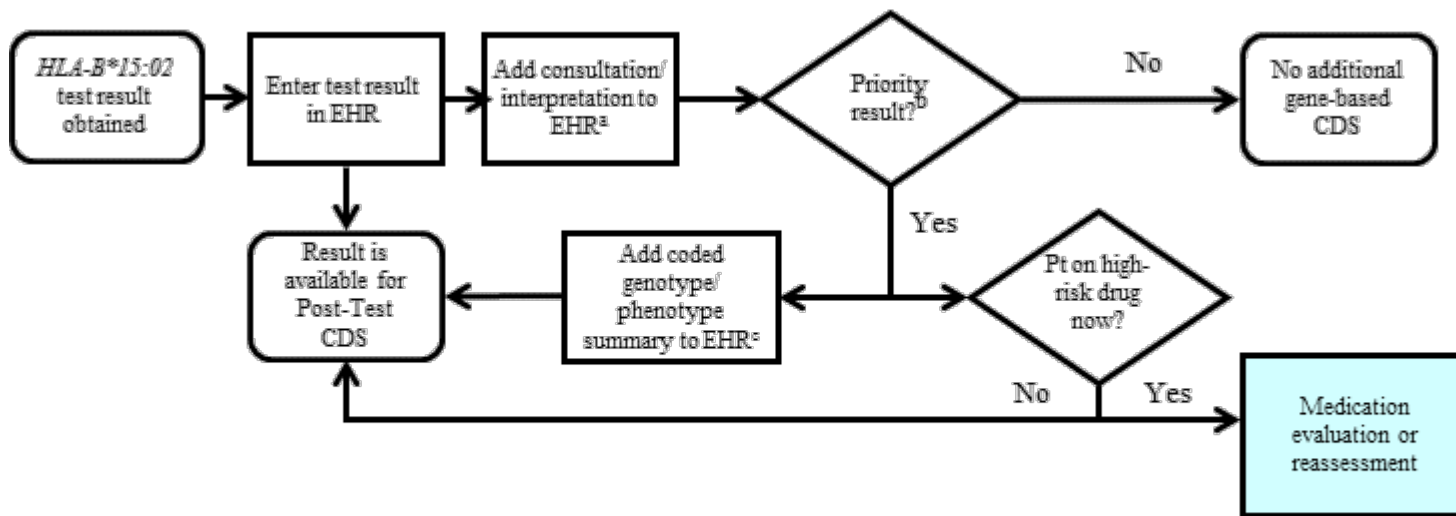 HLA-B*15:02
test result
obtained
Enter test result
in EHR
Add consultation/
interpretation to
EHRª
Priority
result?ᵇ
No
No additional
gene-based
CDS
Yes
Result is
available for
Post-Test
CDS
Add coded
genotype/
phenotype
summary to EHRᶜ
Pt on high-
risk drug
now?
No
Yes
Medication
evaluation or
reassessment